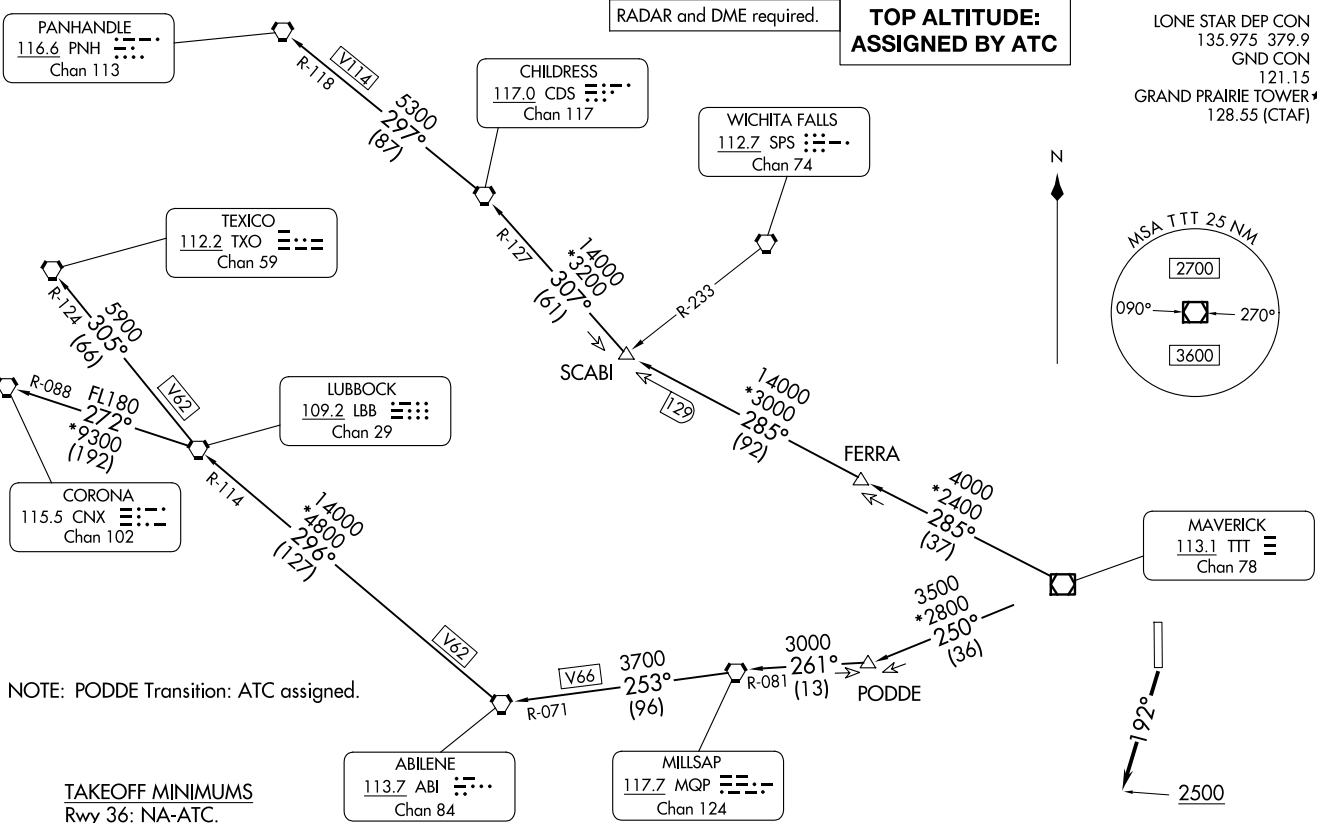 RADAR and DME required.
TOP ALTITUDE:
ASSIGNED BY ATC
LONE STAR DEP CON
135.975 379.9
GND CON
121.15
GRAND PRAIRIE TOWER★
128.55 (CTAF)
PANHANDLE
116.6 PNH
Chan 113
R-118
V114
5300
297°
(87)
CHILDRESS
117.0 CDS
Chan 117
WICHITA FALLS
112.7 SPS
Chan 74
N
MSA TTT 25 NM
2700
090°
270°
3600
TEXICO
112.2 TXO
Chan 59
R-124
5900
305°
(66)
V62
R-127
14000
*3200
307°
(61)
R-233
SCABI
129
14000
*3000
285°
(92)
FERRA
R-088
FL180
272°
*9300
(192)
LUBBOCK
109.2 LBB
Chan 29
CORONA
115.5 CNX
Chan 102
R-114
14000
*4800
296°
(127)
V62
4000
*2400
285°
(37)
MAVERICK
113.1 TTT
Chan 78
3500
*2800
250°
(36)
PODDE
3000
261°
(13)
R-081
V66
3700
253°
(96)
R-071
NOTE: PODDE Transition: ATC assigned.
ABILENE
113.7 ABI
Chan 84
MILLSAP
117.7 MQP
Chan 124
192°
2500
TAKEOFF MINIMUMS
Rwy 36: NA-ATC.